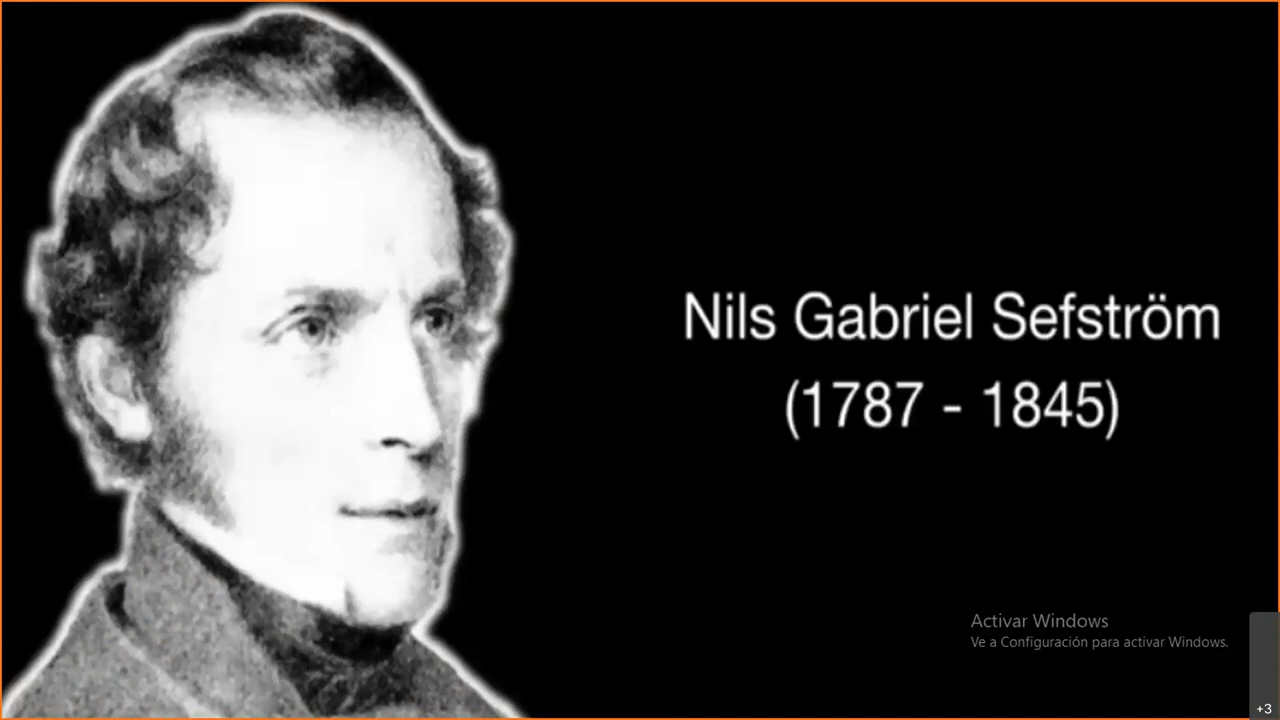 Nils Gabriel Sefström
(1787 - 1845)
Activar Windows
Ve a Configuración para activar Windows.
+3